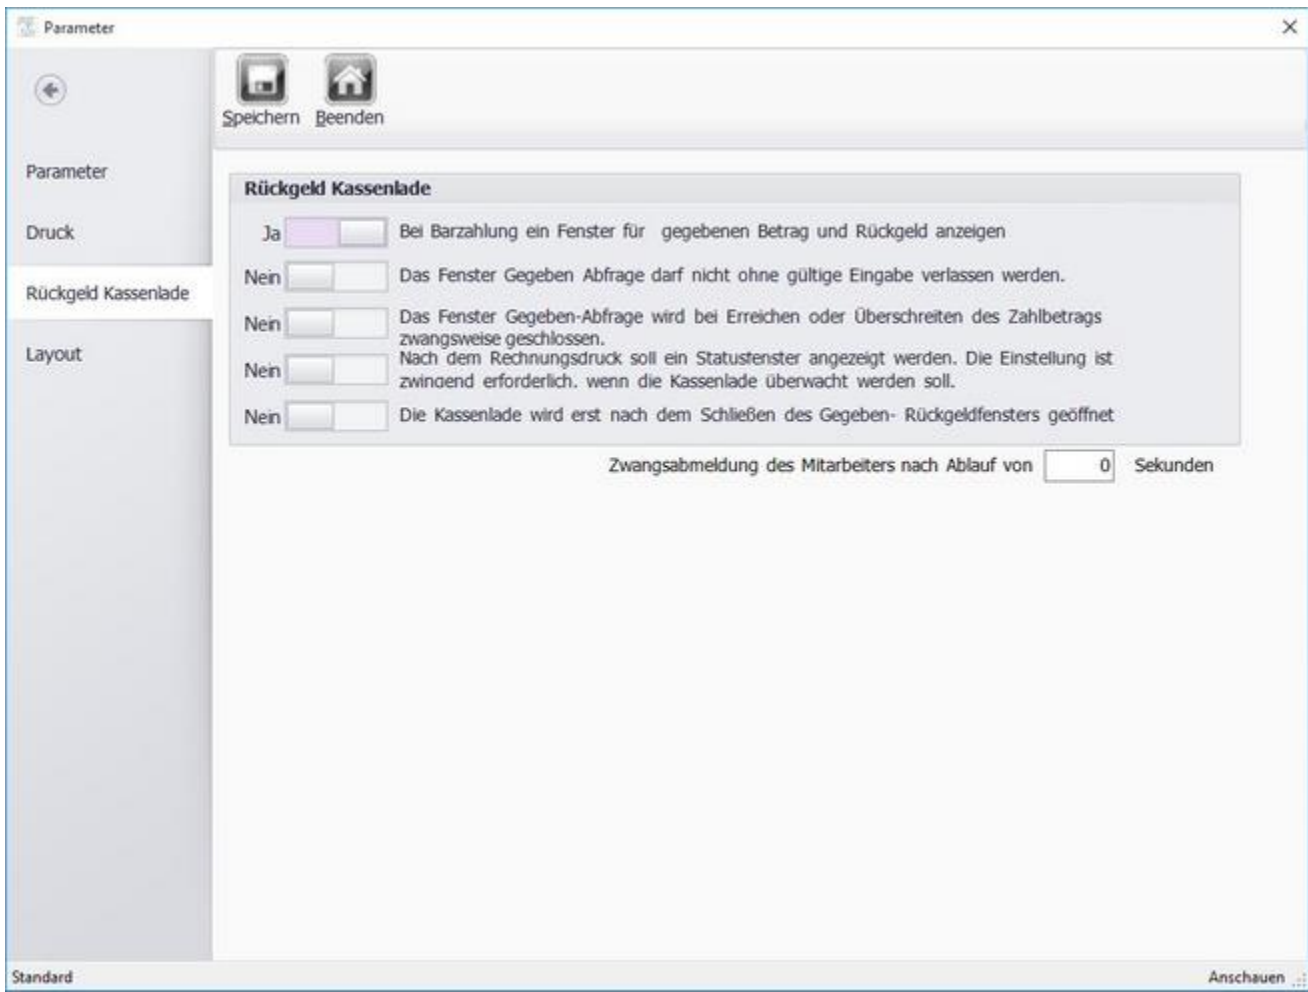 Parameter
Speichern Beenden
Parameter
Druck
Rückgeld Kassenlade
Layout
Rückgeld Kassenlade
Ja Bei Barzahlung ein Fenster für gegebenen Betrag und Rückgeld anzeigen
Nein Das Fenster Gegeben Abfrage darf nicht ohne gültige Eingabe verlassen werden.
Nein Das Fenster Gegeben-Abfrage wird bei Erreichen oder Überschreiten des Zahlbetrags
zwangsweise geschlossen.
Nein Nach dem Rechnungsdruck soll ein Statusfenster angezeigt werden. Die Einstellung ist
zwingend erforderlich, wenn die Kassenlade überwacht werden soll.
Nein Die Kassenlade wird erst nach dem Schließen des Gegeben- Rückgeldfensters geöffnet
Zwangsabmeldung des Mitarbeiters nach Ablauf von 0 Sekunden
Standard Anschauen